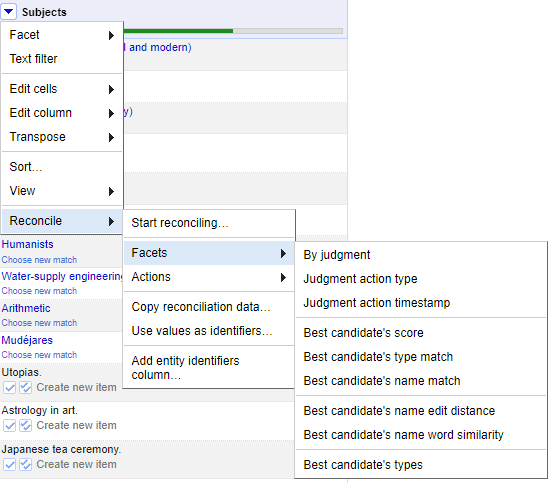 Subjects
Facet
l and modern)
Text filter
Edit cells
Edit column
y)
Transpose
Sort…
View
Reconcile
Start reconciling…
Facets
Actions
Copy reconciliation data…
Use values as identifiers…
Add entity identifiers
column…
By judgment
Judgment action type
Judgment action timestamp
Best candidate's score
Best candidate's type match
Best candidate's name match
Best candidate's name edit distance
Best candidate's name word similarity
Best candidate's types
Humanists
Choose new match
Water-supply engineering
Choose new match
Arithmetic
Choose new match
Mudéjares
Choose new match
Utopias.
Create new item
Astrology in art.
Create new item
Japanese tea ceremony.
Create new item